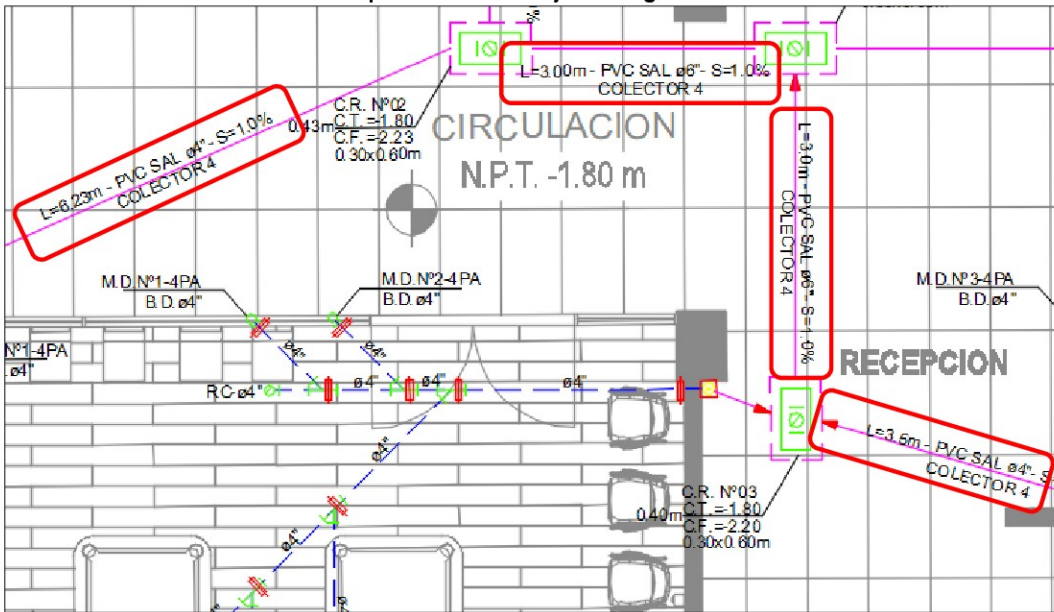 L=3.00m - PVC SAL ø6"- S=1.0%
COLECTOR 4
C.R. Nº02
0.43m C.T. =-1.80
C.F. =-2.23
0.30x0.60m
CIRCULACION
N.P.T. -1.80 m
L=6.23m - PVC SAL ø4"- S=1.0%
COLECTOR 4
L=3.0m - PVC SAL ø6"- S=1.0%
COLECTOR 4
M.D.Nº1-4PA
B.D.ø4"
M.D.Nº2-4PA
B.D.ø4"
M.D.Nº3-4PA
B.D.ø4"
Nº1-4PA
.ø4"
ø4"
ø4"
R.C.ø4"
ø4"
ø4"
ø4"
RECEPCION
L=3.5m - PVC SAL ø4"- S
COLECTOR 4
ø4"
C.R. Nº03
0.40m C.T. =-1.80
C.F. =-2.20
0.30x0.60m
ø4"